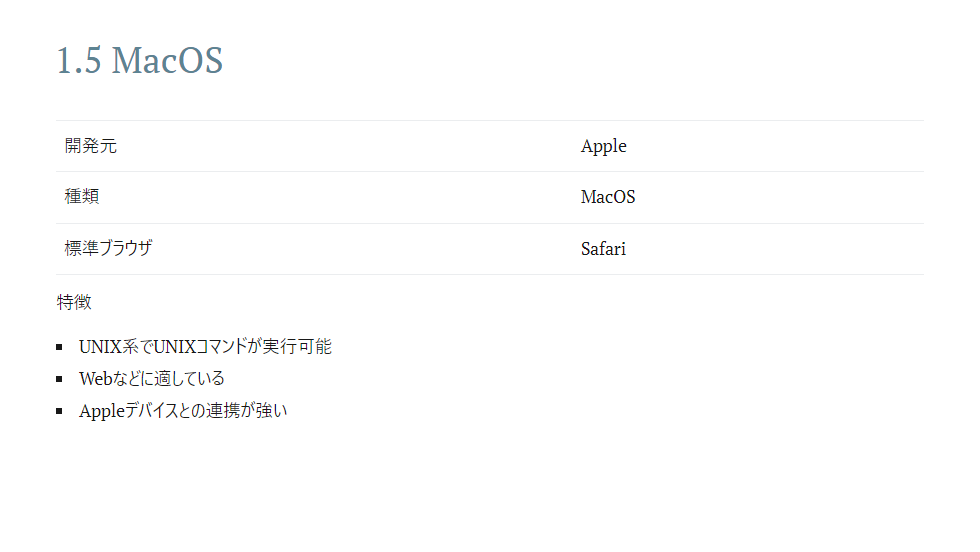 1.5 MacOS
開発元 Apple
種類 MacOS
標準ブラウザ Safari
特徴
UNIX系でUNIXコマンドが実行可能
Webなどに適している
Appleデバイスとの連携が強い